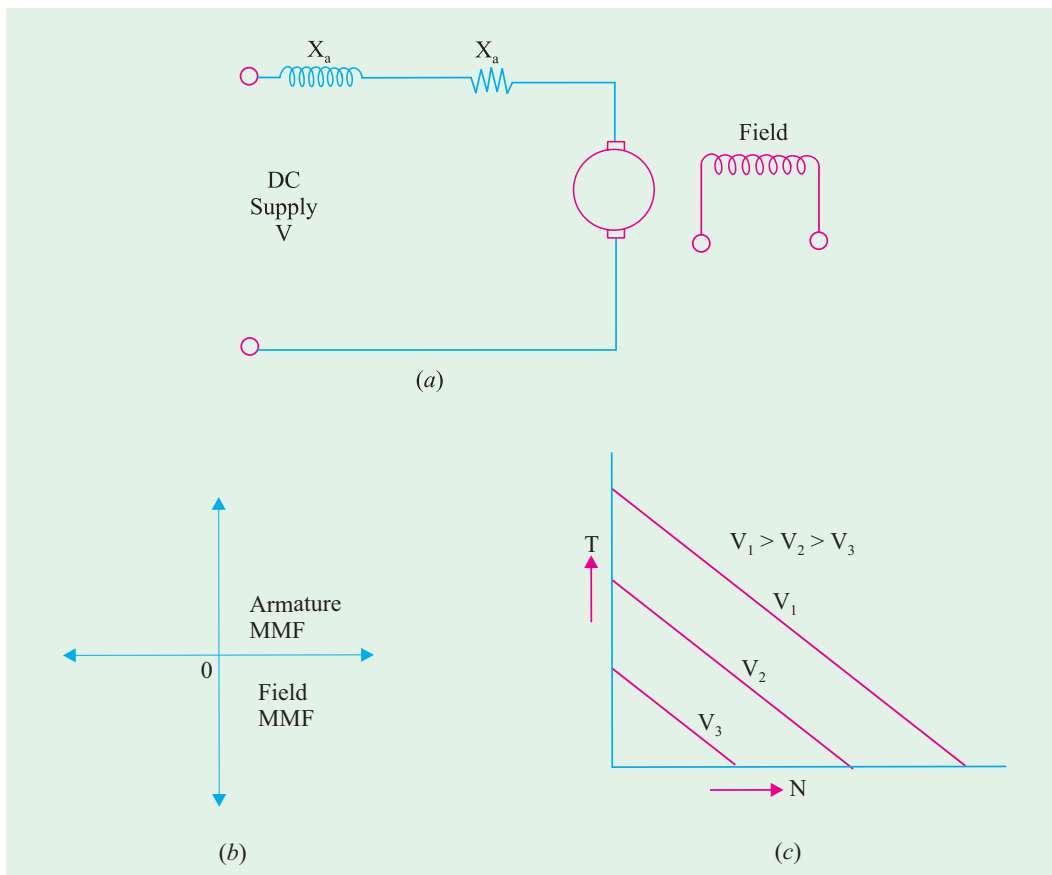 X_a
X_a
Field
DC
Supply
V
(a)
T
V_1 > V_2 > V_3
V_1
V_2
V_3
N
Armature
MMF
0
Field
MMF
(b)
(c)